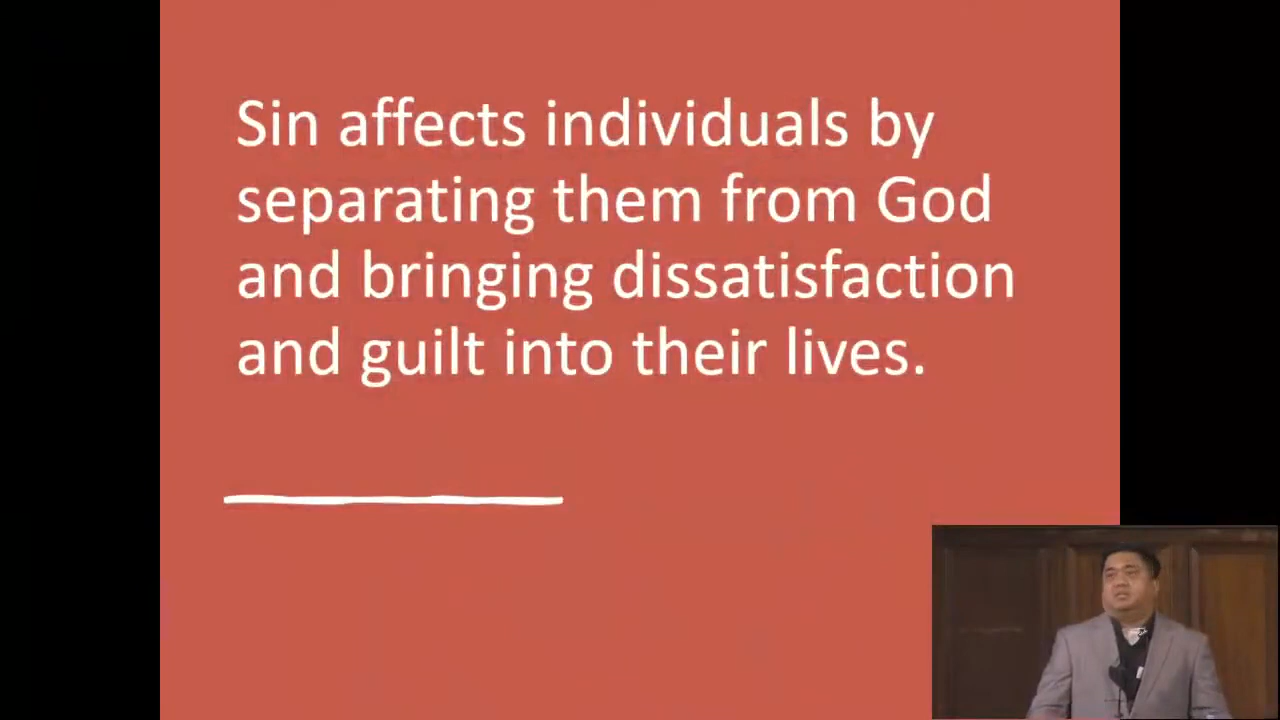 Sin affects individuals by
separating them from God
and bringing dissatisfaction
and guilt into their lives.